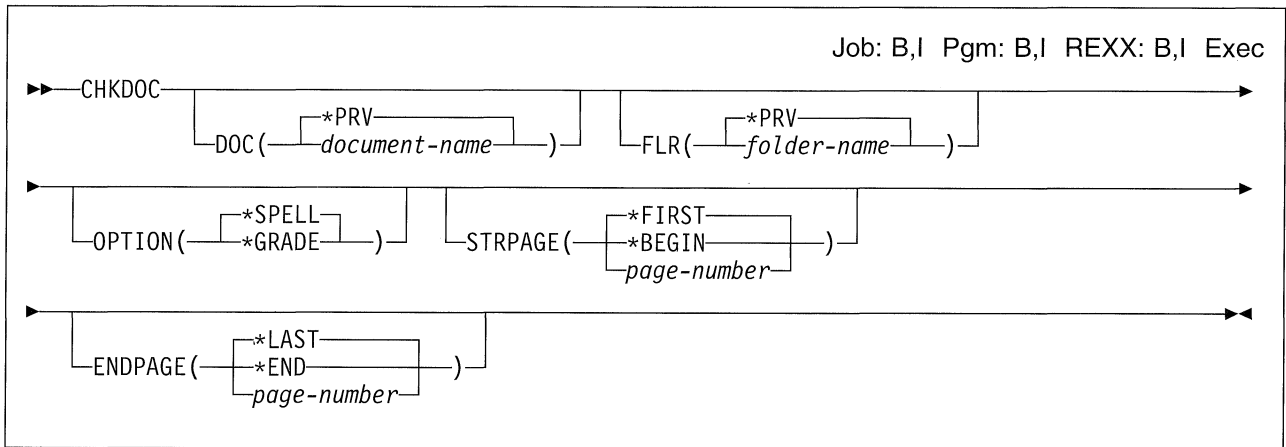 Job: B,I Pgm: B,I REXX: B,I Exec
CHKDOC
*PRV *PRV
DOC( document-name ) FLR( folder-name )
*SPELL *FIRST
OPTION( *GRADE ) STRPAGE( *BEGIN )
page-number
*LAST
ENDPAGE( *END )
page-number